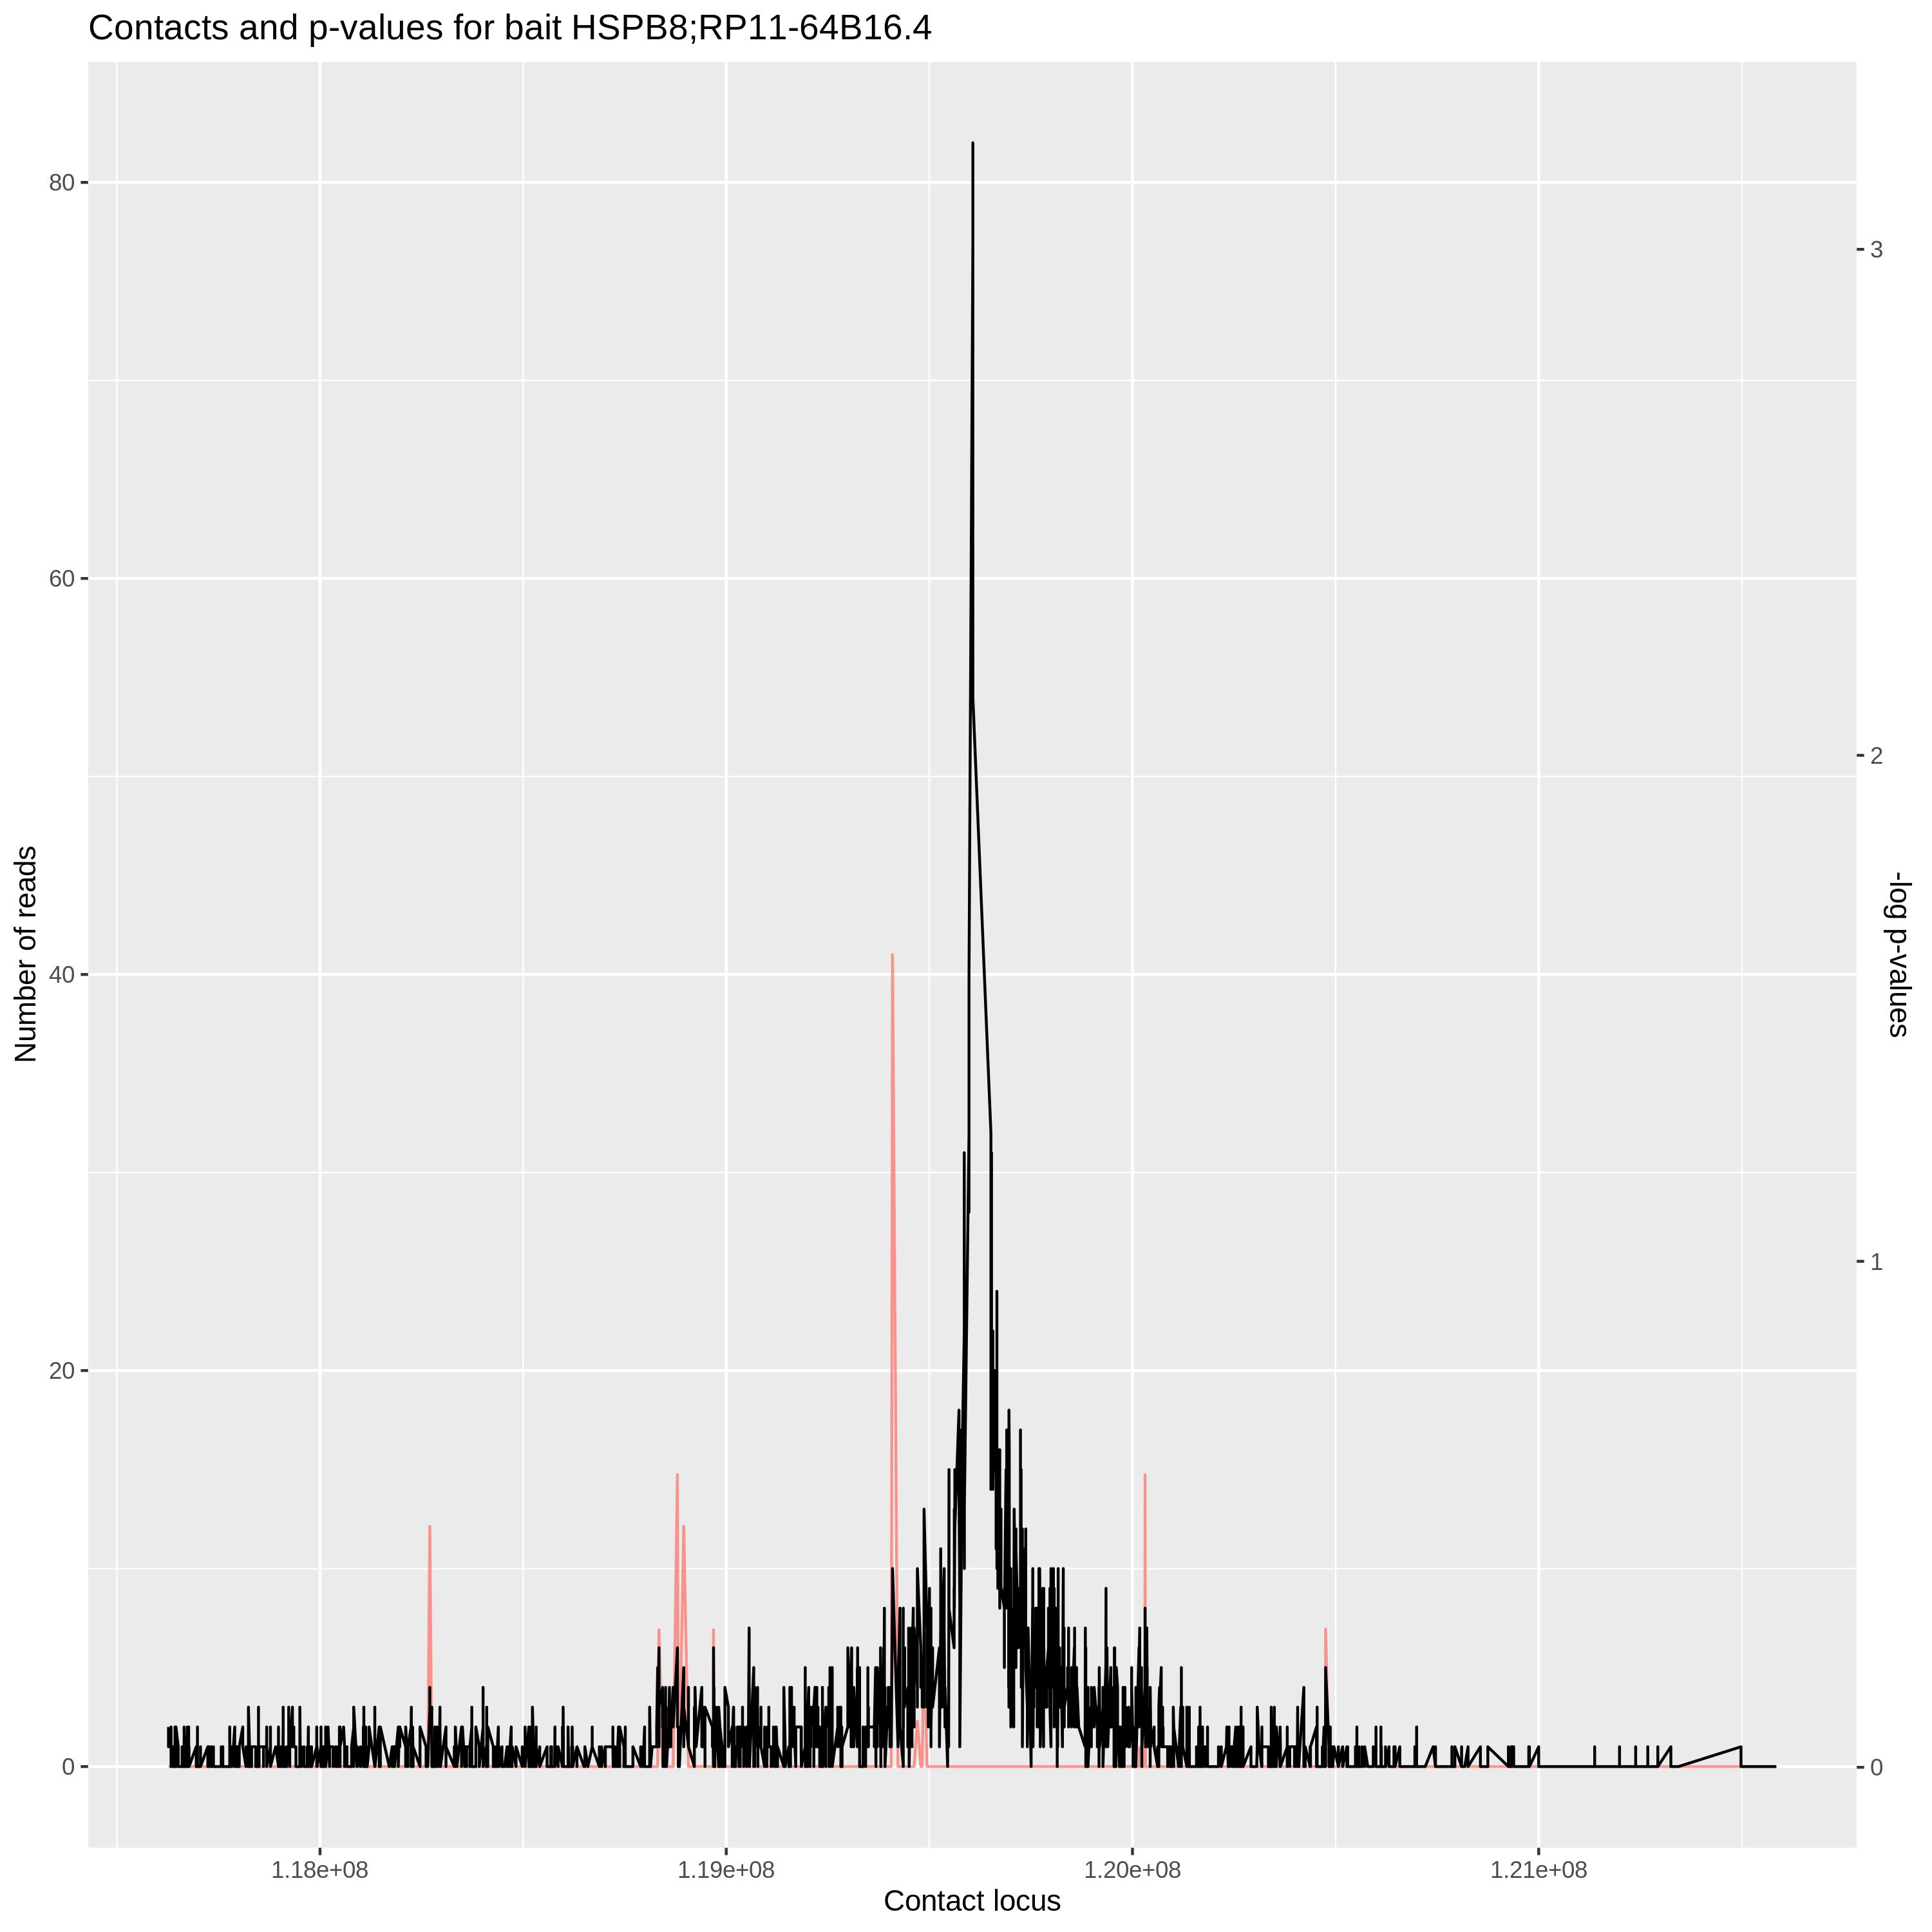 Contacts and p-values for bait HSPB8;RP11-64B16.4
Number of reads
80
60
40
20
0
3
2
1
0
-log p-values
1.18e+08
1.19e+08
1.20e+08
1.21e+08
Contact locus